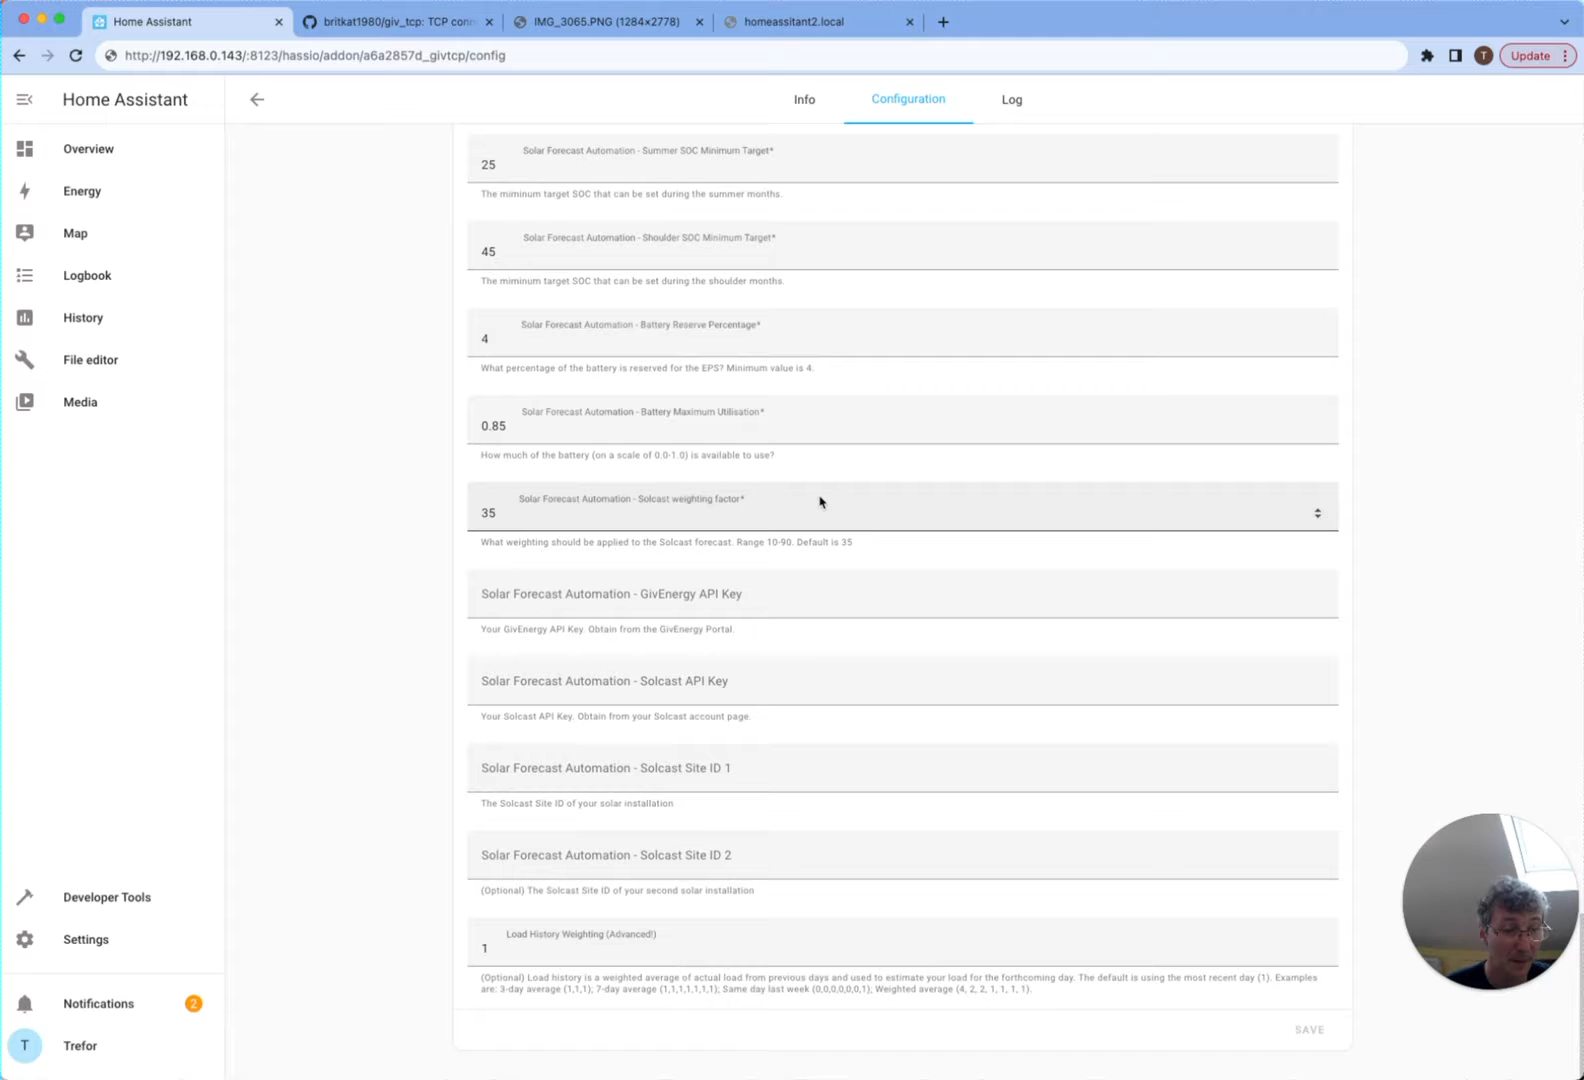 Home Assistant
britkat1980/giv_tcp: TCP conn
IMG_3065.PNG (1284×2778)
homeassitant2.local
http://192.168.0.143/:8123/hassio/addon/a6a2857d_givtcp/config
T
Update
Home Assistant
Info
Configuration
Log
Overview
Energy
Map
Logbook
History
File editor
Media
Developer Tools
Settings
Notifications
2
T
Trefor
Solar Forecast Automation - Summer SOC Minimum Target*
25
The miminum target SOC that can be set during the summer months.
Solar Forecast Automation - Shoulder SOC Minimum Target*
45
The miminum target SOC that can be set during the shoulder months.
Solar Forecast Automation - Battery Reserve Percentage*
4
What percentage of the battery is reserved for the EPS? Minimum value is 4.
Solar Forecast Automation - Battery Maximum Utilisation*
0.85
How much of the battery (on a scale of 0.0-1.0) is available to use?
Solar Forecast Automation - Solcast weighting factor*
35
What weighting should be applied to the Solcast forecast. Range 10-90. Default is 35
Solar Forecast Automation - GivEnergy API Key
Your GivEnergy API Key. Obtain from the GivEnergy Portal.
Solar Forecast Automation - Solcast API Key
Your Solcast API Key. Obtain from your Solcast account page.
Solar Forecast Automation - Solcast Site ID 1
The Solcast Site ID of your solar installation
Solar Forecast Automation - Solcast Site ID 2
(Optional) The Solcast Site ID of your second solar installation
Load History Weighting (Advanced!)
1
(Optional) Load history is a weighted average of actual load from previous days and used to estimate your load for the forthcoming day. The default is using the most recent day (1). Examples
are: 3-day average (1,1,1); 7-day average (1,1,1,1,1,1,1); Same day last week (0,0,0,0,0,0,1); Weighted average (4, 2, 2, 1, 1, 1, 1).
SAVE